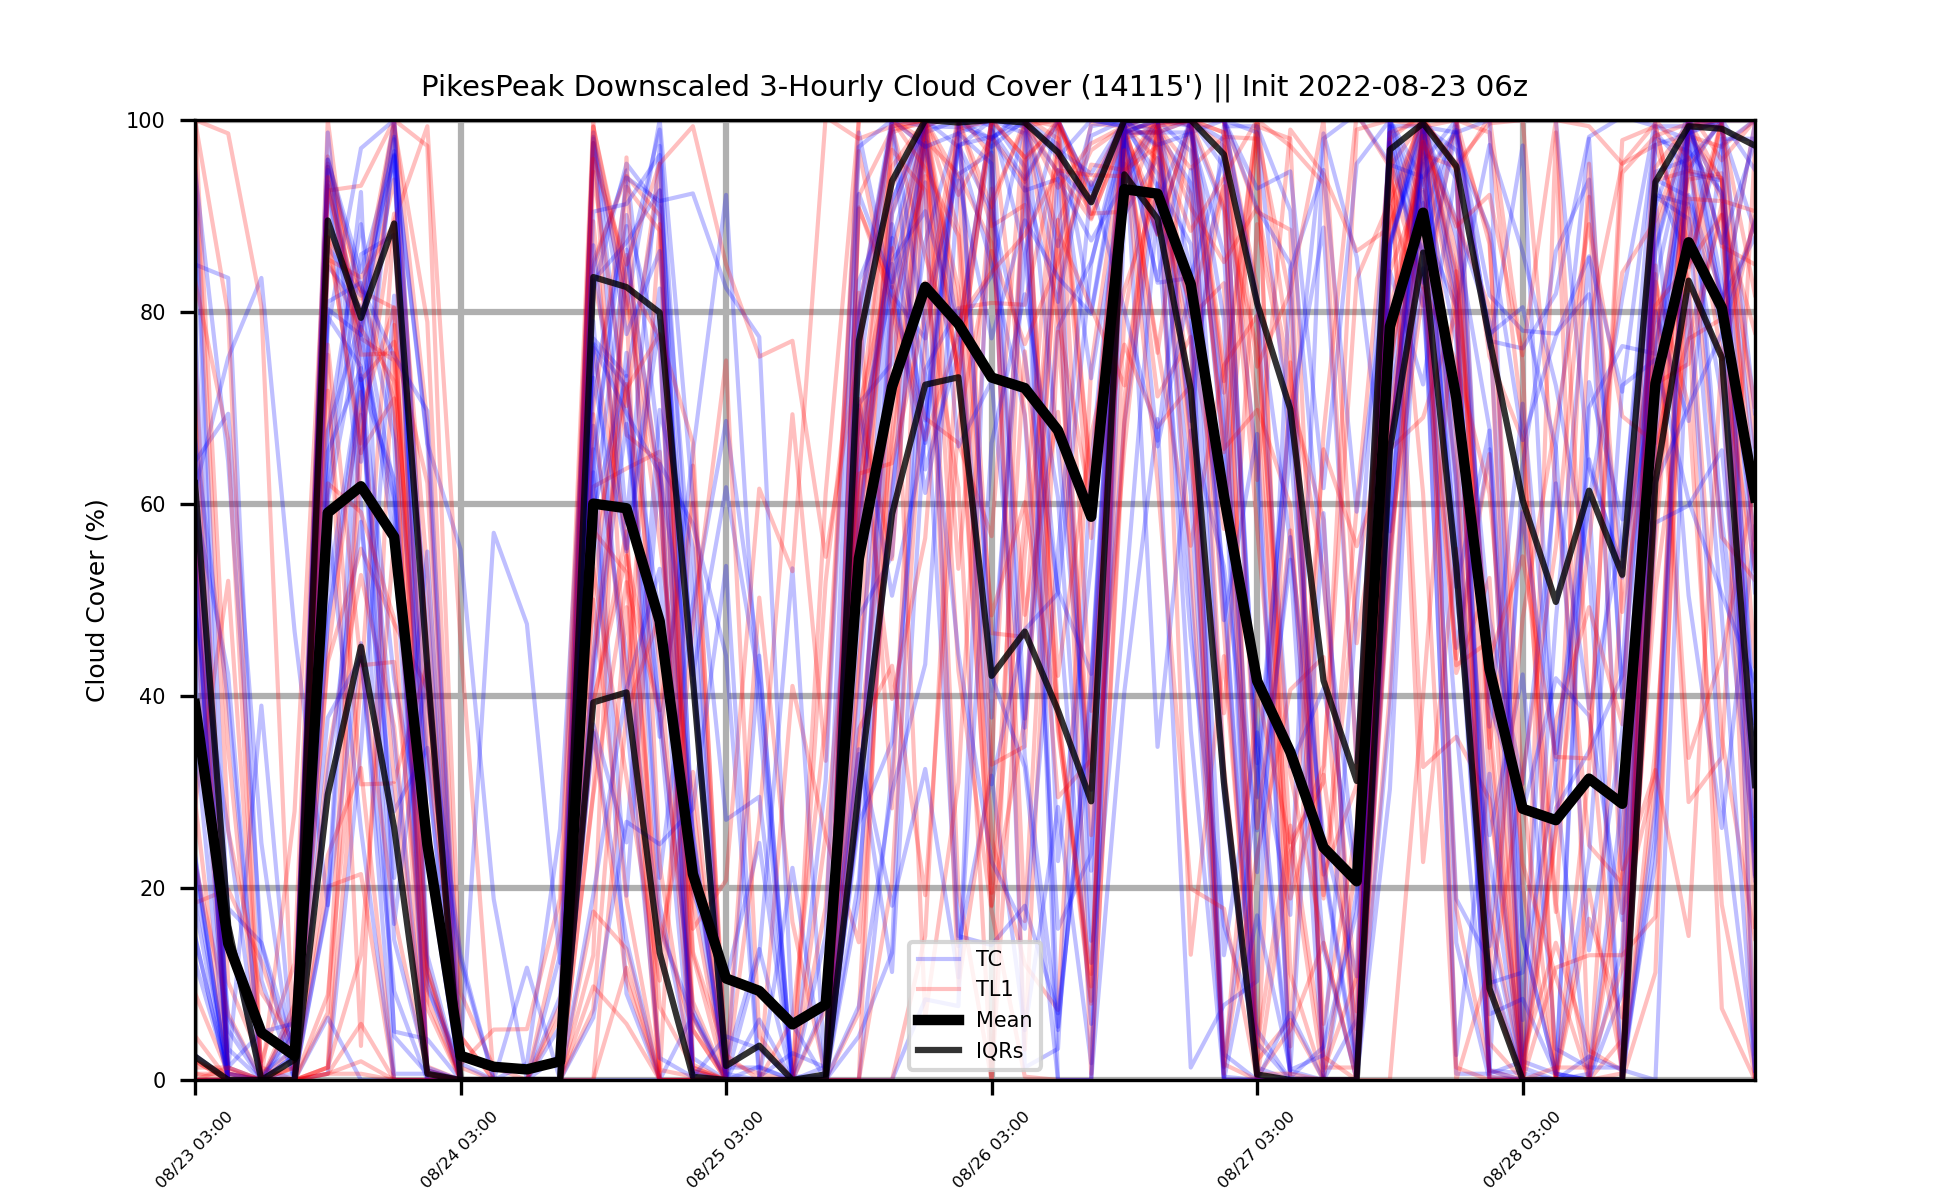 PikesPeak Downscaled 3-Hourly Cloud Cover (14115') || Init 2022-08-23 06z
Cloud Cover (%)
100
80
60
40
20
0
TC
TL1
Mean
IQRs
08/23 03:00
08/24 03:00
08/25 03:00
08/26 03:00
08/27 03:00
08/28 03:00